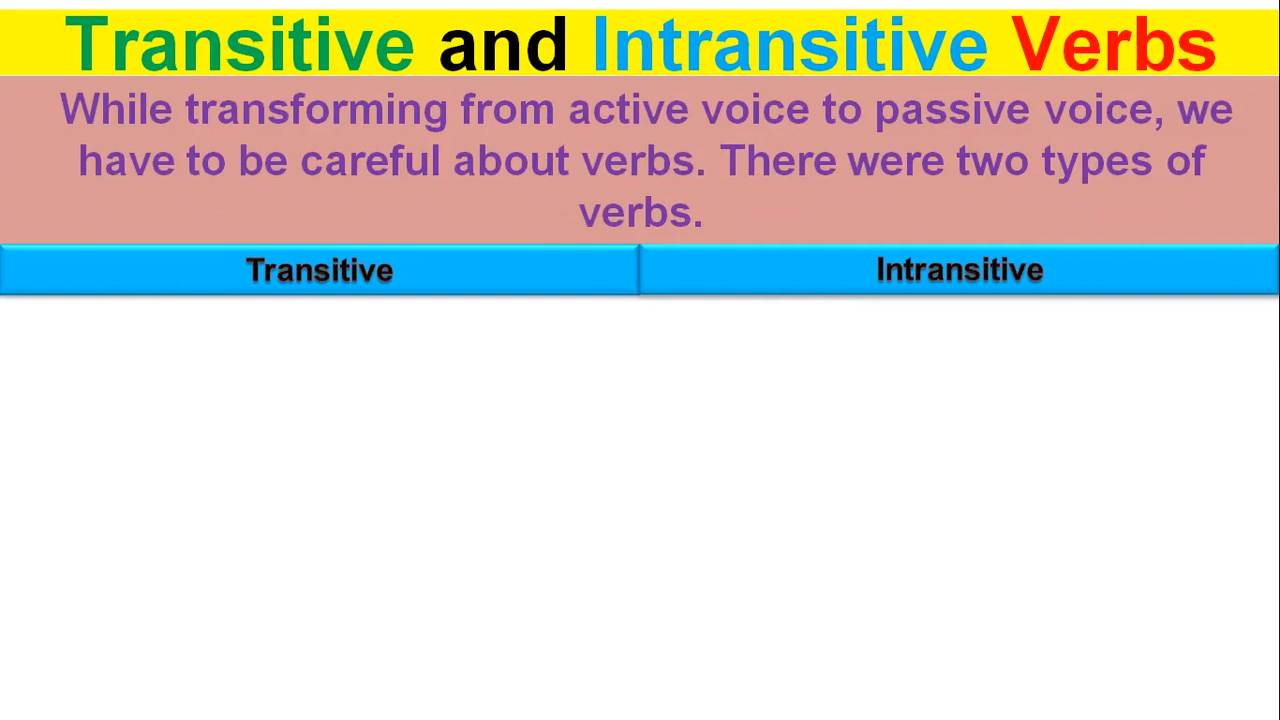 Transitive and Intransitive Verbs
While transforming from active voice to passive voice, we
have to be careful about verbs. There were two types of
verbs.
Transitive
Intransitive